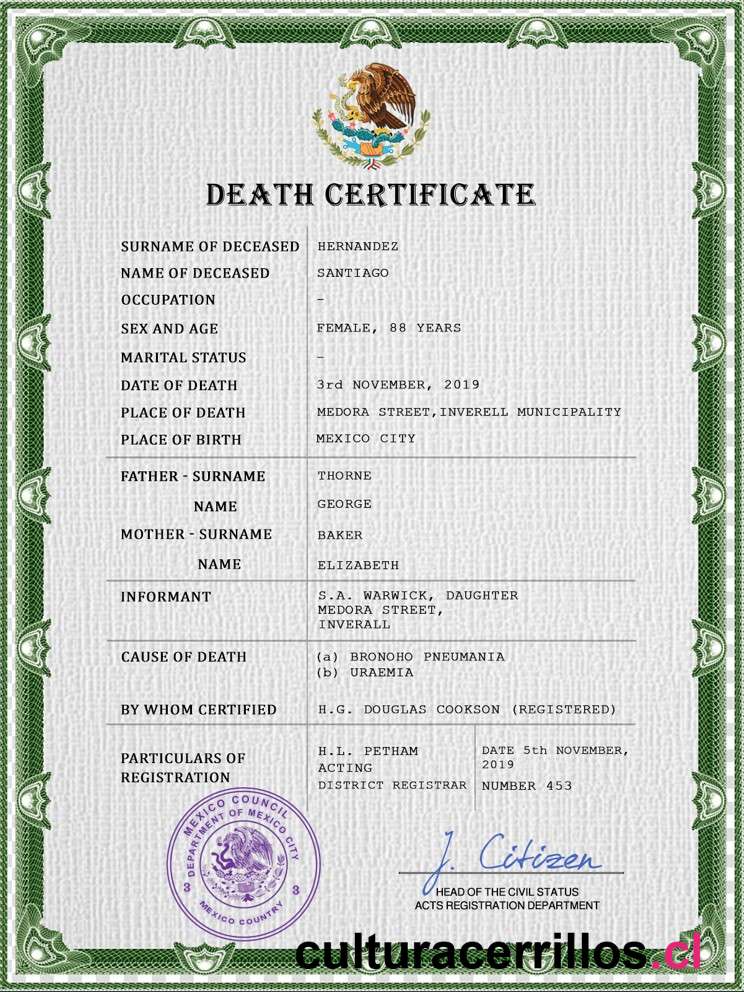 DEATH CERTIFICATE
SURNAME OF DECEASED HERNANDEZ
NAME OF DECEASED SANTIAGO
OCCUPATION –
SEX AND AGE FEMALE, 88 YEARS
MARITAL STATUS –
DATE OF DEATH 3rd NOVEMBER, 2019
PLACE OF DEATH MEDORA STREET,INVERELL MUNICIPALITY
PLACE OF BIRTH MEXICO CITY
FATHER - SURNAME THORNE
NAME GEORGE
MOTHER - SURNAME BAKER
NAME ELIZABETH
INFORMANT S.A. WARWICK, DAUGHTER
MEDORA STREET,
INVERALL
CAUSE OF DEATH (a) BRONOHO PNEUMANIA
(b) URAEMIA
BY WHOM CERTIFIED H.G. DOUGLAS COOKSON (REGISTERED)
PARTICULARS OF
REGISTRATION
H.L. PETHAM
ACTING
DISTRICT REGISTRAR
DATE 5th NOVEMBER,
2019
NUMBER 453
MEXICO COUNCIL
DEPARTMENT OF MEXICO CITY
3 3
MEXICO COUNTRY
J. Citizen
HEAD OF THE CIVIL STATUS
ACTS REGISTRATION DEPARTMENT
culturacerrillos.cl